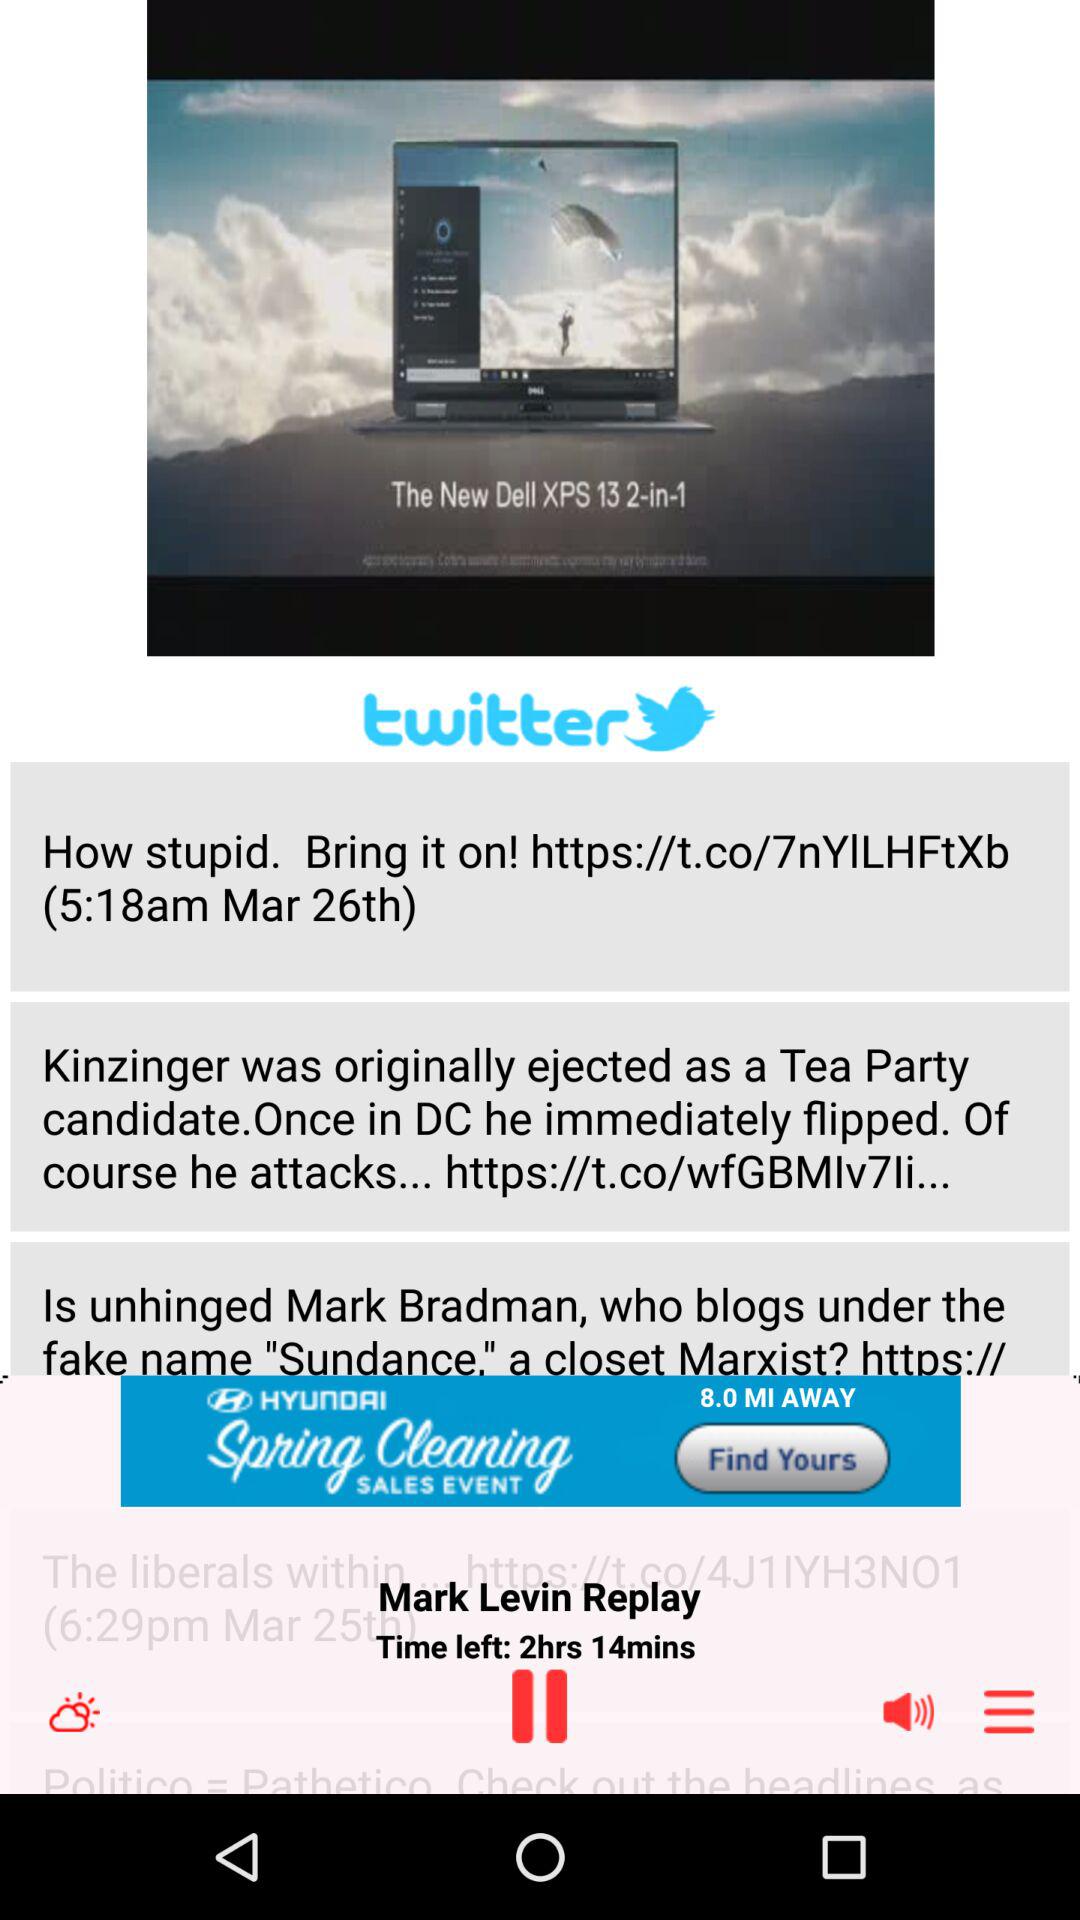 DELL
The New Dell XPS 13 2-in-1
twitter
How stupid.  Bring it on! https://t.co/7nYlLHFtXb
(5:18am Mar 26th)
Kinzinger was originally ejected as a Tea Party
candidate.Once in DC he immediately flipped. Of
course he attacks... https://t.co/wfGBMIv7Ii...
Is unhinged Mark Bradman, who blogs under the
fake name "Sundance," a closet Marxist? https://
HYUNDAI
Spring Cleaning
SALES EVENT
8.0 MI AWAY
Find Yours
The liberals within ... https://t.co/4J1IYH3NO1
(6:29pm Mar 25th)
Mark Levin Replay
Time left: 2hrs 14mins
Politico = Pathetico. Check out the headlines, as